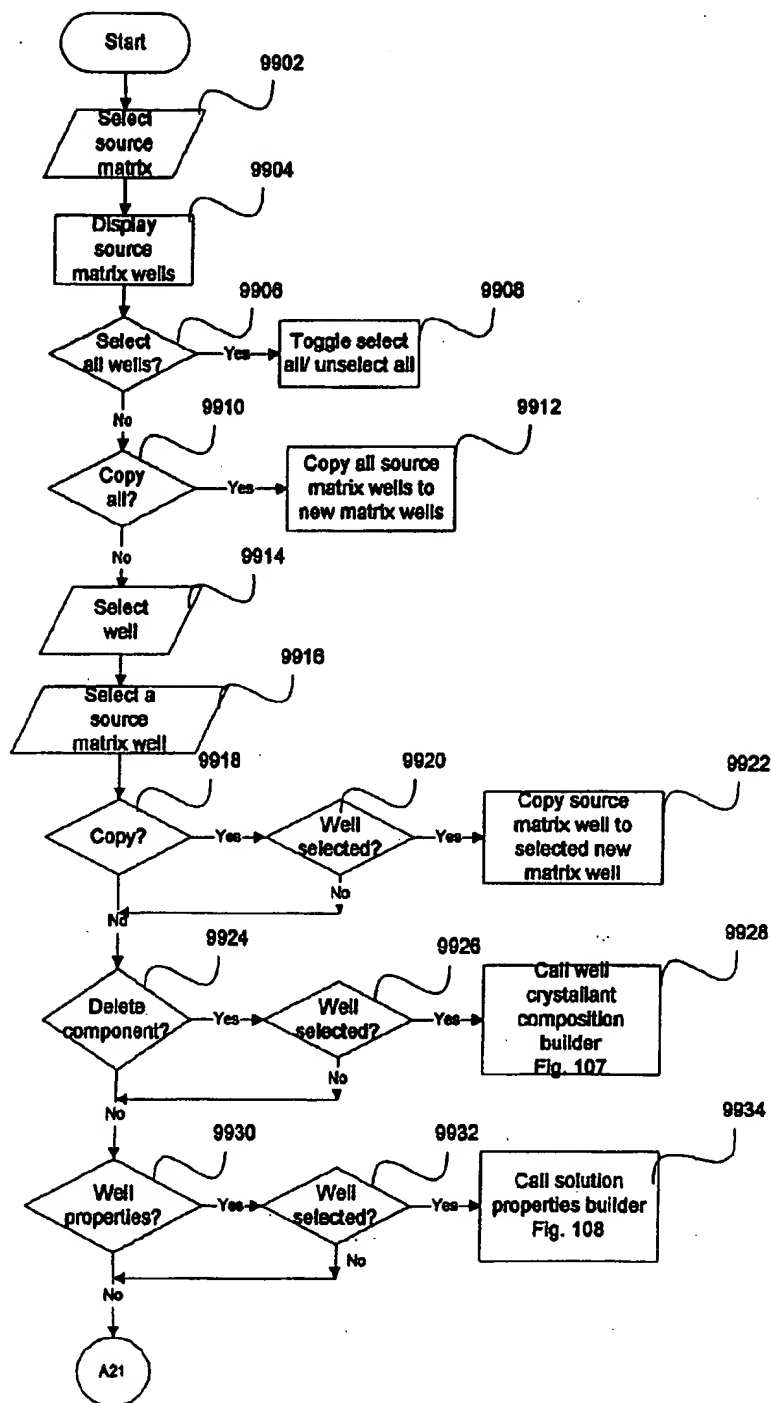 Start
9902
Select
source
matrix
9904
Display
source
matrix wells
9906
9908
Select
all wells?
Yes
Toggle select
all/ unselect all
No
9910
9912
Copy
all?
Yes
Copy all source
matrix wells to
new matrix wells
No
9914
Select
well
9916
Select a
source
matrix well
9918
9920
9922
Copy?
Yes
Well
selected?
Yes
Copy source
matrix well to
selected new
matrix well
No
No
9924
9926
9928
Delete
component?
Yes
Well
selected?
Yes
Call well
crystallant
composition
builder
Fig. 107
No
No
9930
9932
9934
Well
properties?
Yes
Well
selected?
Yes
Call solution
properties builder
Fig. 108
No
No
A21